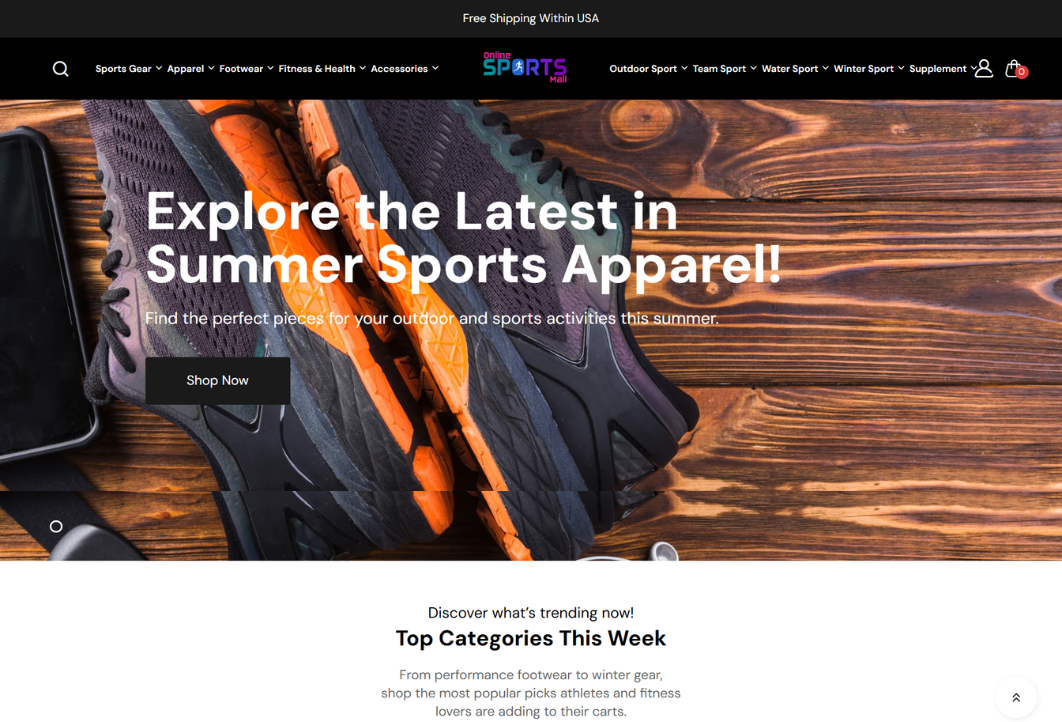 Free Shipping Within USA
Sports Gear Apparel Footwear Fitness & Health Accessories
Online
SPORTS
Mall
Outdoor Sport Team Sport Water Sport Winter Sport Supplement
0
Explore the Latest in
Summer Sports Apparel!
Find the perfect pieces for your outdoor and sports activities this summer.
Shop Now
Discover what’s trending now!
Top Categories This Week
From performance footwear to winter gear,
shop the most popular picks athletes and fitness
lovers are adding to their carts.